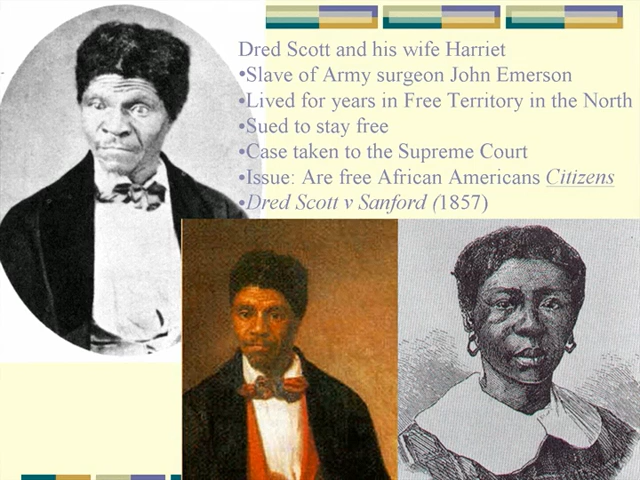 Dred Scott and his wife Harriet
•Slave of Army surgeon John Emerson
•Lived for years in Free Territory in the North
•Sued to stay free
•Case taken to the Supreme Court
•Issue: Are free African Americans Citizens
•Dred Scott v Sanford (1857)